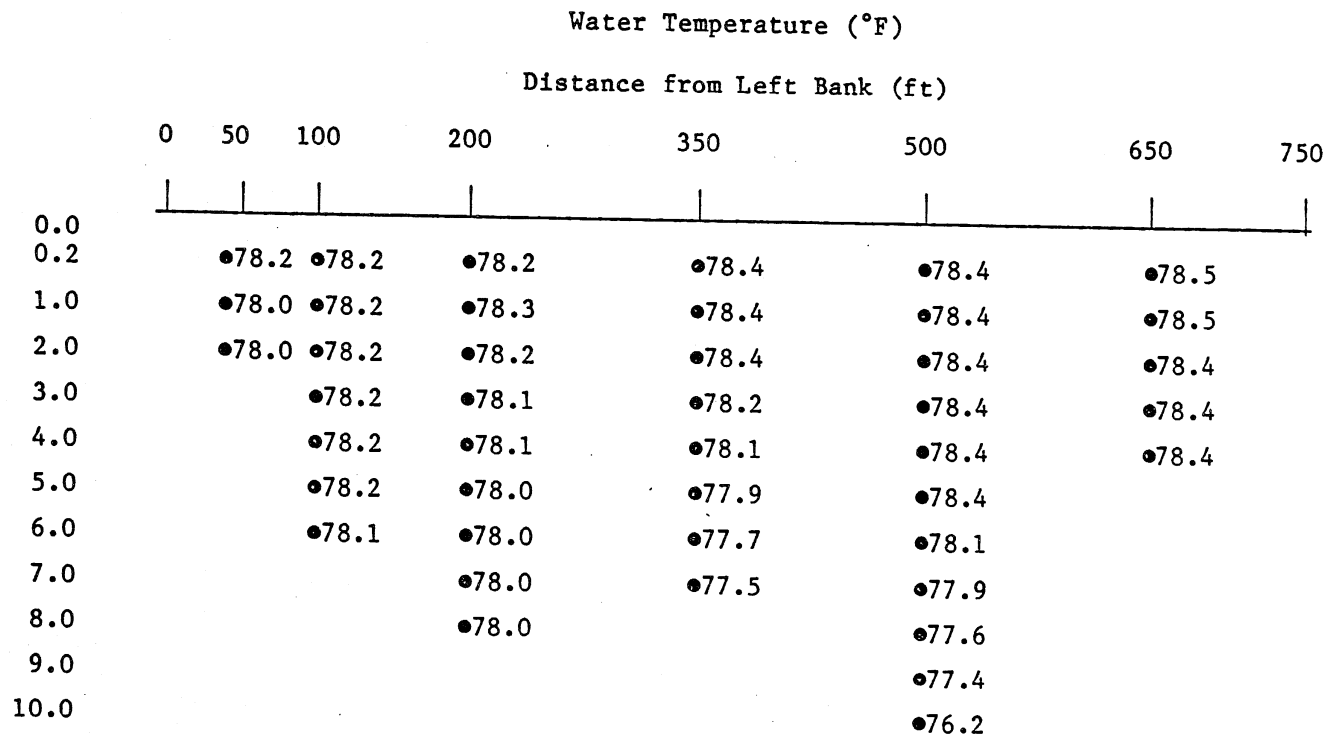 Water Temperature (°F)
Distance from Left Bank (ft)
0 50 100 200 350 500 650 750
0.0
0.2 78.2 78.2 78.2 78.4 78.4 78.5
1.0 78.0 78.2 78.3 78.4 78.4 78.5
2.0 78.0 78.2 78.2 78.4 78.4 78.4
3.0 78.2 78.1 78.2 78.4 78.4
4.0 78.2 78.1 78.1 78.4 78.4
5.0 78.2 78.0 77.9 78.4
6.0 78.1 78.0 77.7 78.1
7.0 78.0 77.5 77.9
8.0 78.0 77.6
9.0 77.4
10.0 76.2